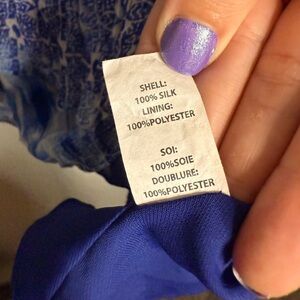 SHELL:
100% SILK
LINING:
100%POLYESTER
SOI:
100%SOIE
DOUBLURE:
100%POLYESTER